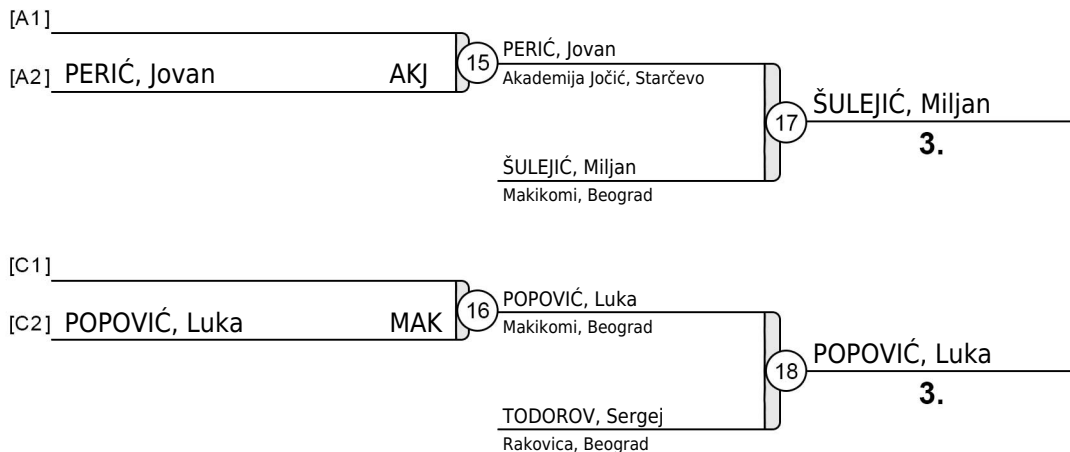 [A1]
[A2] PERIĆ, Jovan AKJ
15
PERIĆ, Jovan
Akademija Jočić, Starčevo
ŠULEJIĆ, Miljan
Makikomi, Beograd
17
ŠULEJIĆ, Miljan
3.
[C1]
[C2] POPOVIĆ, Luka MAK
16
POPOVIĆ, Luka
Makikomi, Beograd
TODOROV, Sergej
Rakovica, Beograd
18
POPOVIĆ, Luka
3.